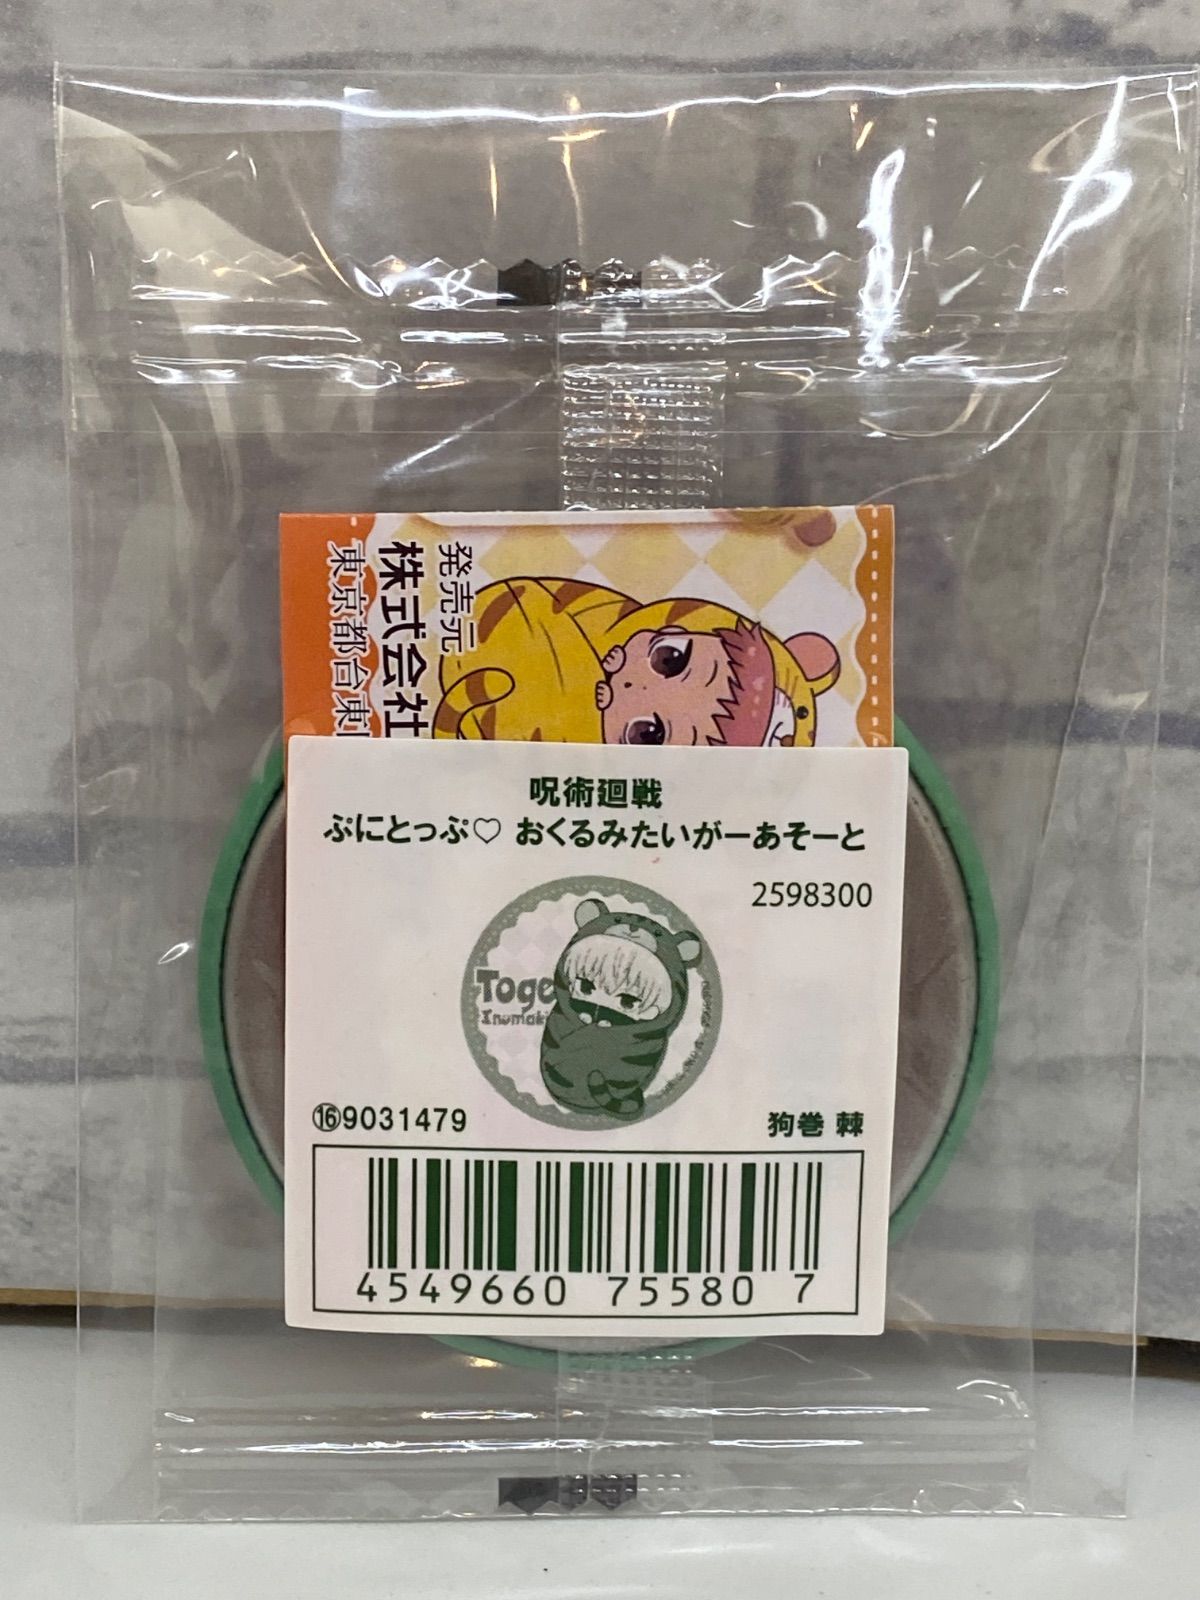 発売元
株式会社
東京都台東
呪術廻戦
ぷにとっぷ♡ おくるみたいがーあそーと
2598300
Toge
Inumaki
⑯9031479
狗巻 棘
4549660 75580 7